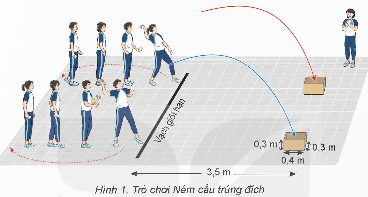 Vạch giới hạn
0,3 m
0,3 m
0,4 m
3,5 m
Hình 1. Trò chơi Ném cầu trúng đích